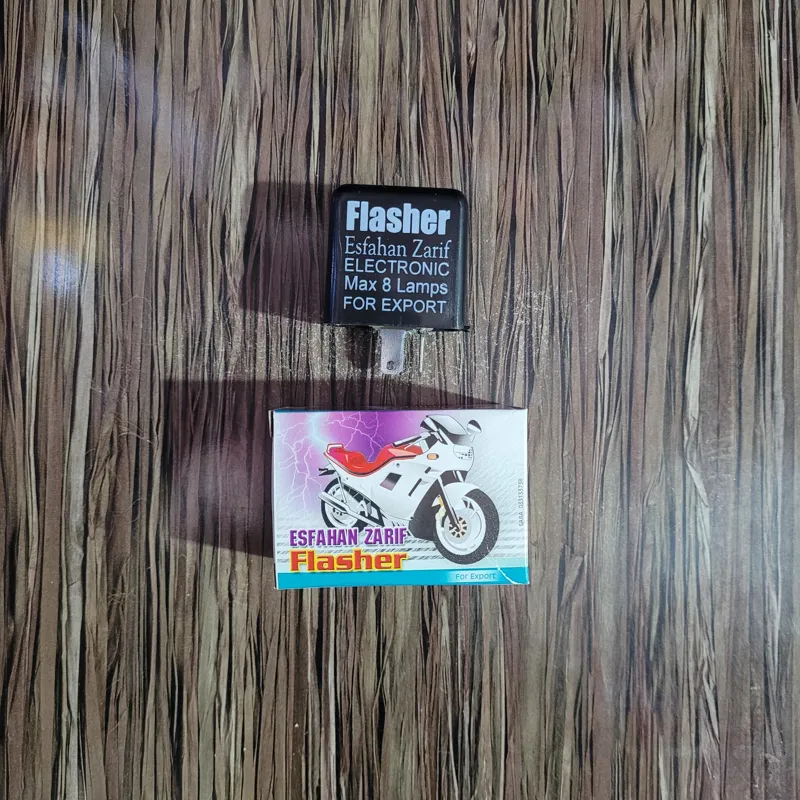 Flasher
Esfahan Zarif
ELECTRONIC
Max 8 Lamps
FOR EXPORT
ESFAHAN ZARIF
Flasher
For Export